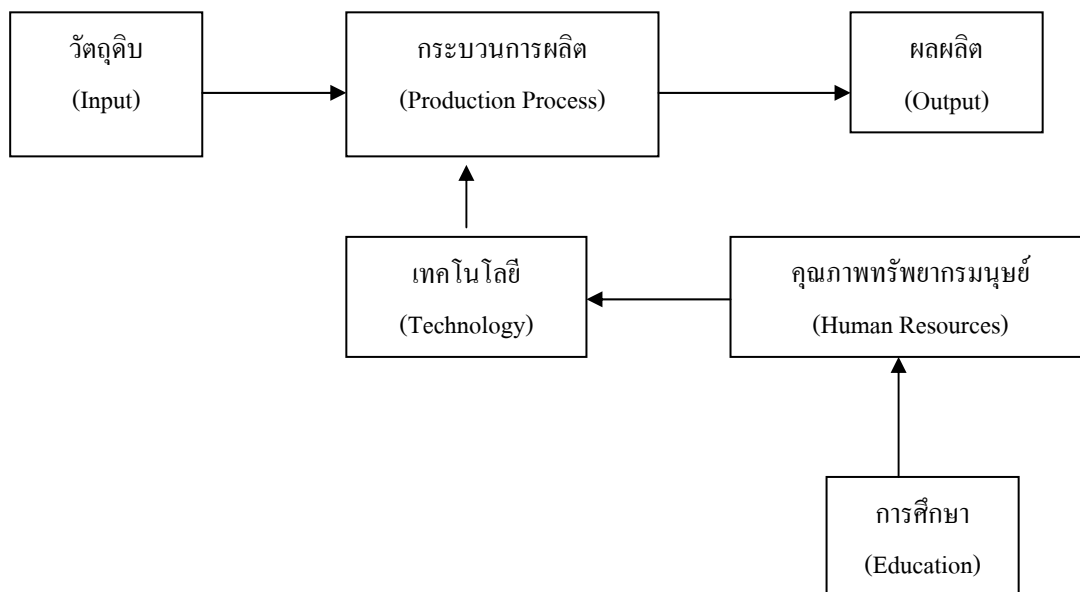 วัตถุดิบ
(Input)
กระบวนการผลิต
(Production Process)
ผลผลิต
(Output)
เทคโนโลยี
(Technology)
คุณภาพทรัพยากรมนุษย์
(Human Resources)
การศึกษา
(Education)